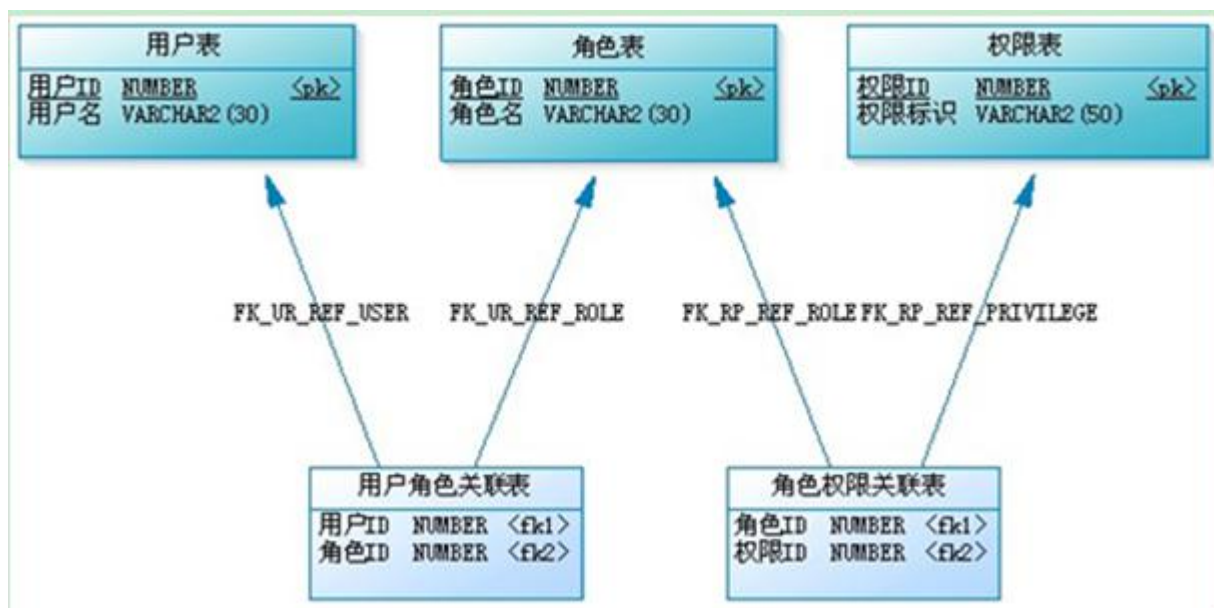 用户表
用户ID NUMBER <pk>
用户名 VARCHAR2(30)
角色表
角色ID NUMBER <pk>
角色名 VARCHAR2(30)
权限表
权限ID NUMBER <pk>
权限标识 VARCHAR2(50)
FK_UR_REF_USER
FK_UR_REF_ROLE
FK_RP_REF_ROLE
FK_RP_REF_PRIVILEGE
用户角色关联表
用户ID NUMBER <fk1>
角色ID NUMBER <fk2>
角色权限关联表
角色ID NUMBER <fk1>
权限ID NUMBER <fk2>